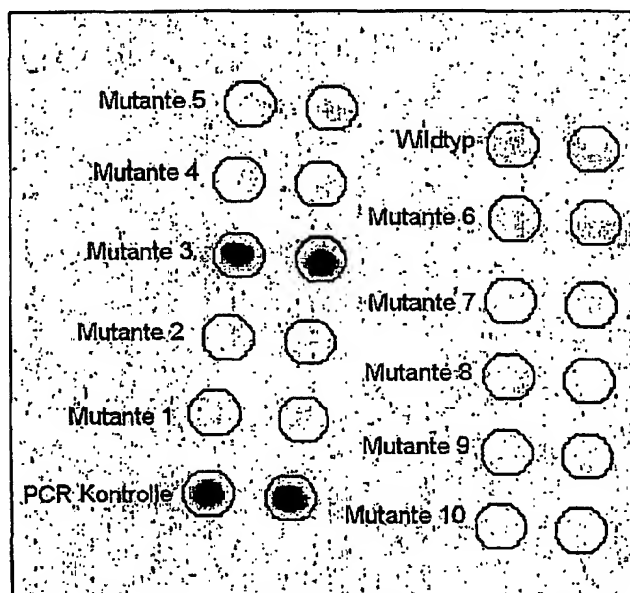 Mutante 5
Mutante 4
Mutante 3
Mutante 2
Mutante 1
PCR Kontrolle
Wildtyp
Mutante 6
Mutante 7
Mutante 8
Mutante 9
Mutante 10